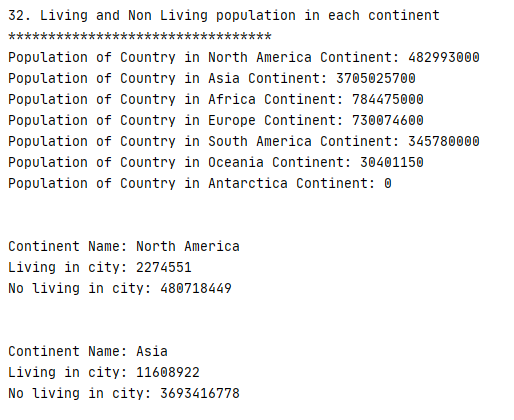 32. Living and Non Living population in each continent
*********************************
Population of Country in North America Continent: 482993000
Population of Country in Asia Continent: 3705025700
Population of Country in Africa Continent: 784475000
Population of Country in Europe Continent: 730074600
Population of Country in South America Continent: 345780000
Population of Country in Oceania Continent: 30401150
Population of Country in Antarctica Continent: 0
Continent Name: North America
Living in city: 2274551
No living in city: 480718449
Continent Name: Asia
Living in city: 11608922
No living in city: 3693416778